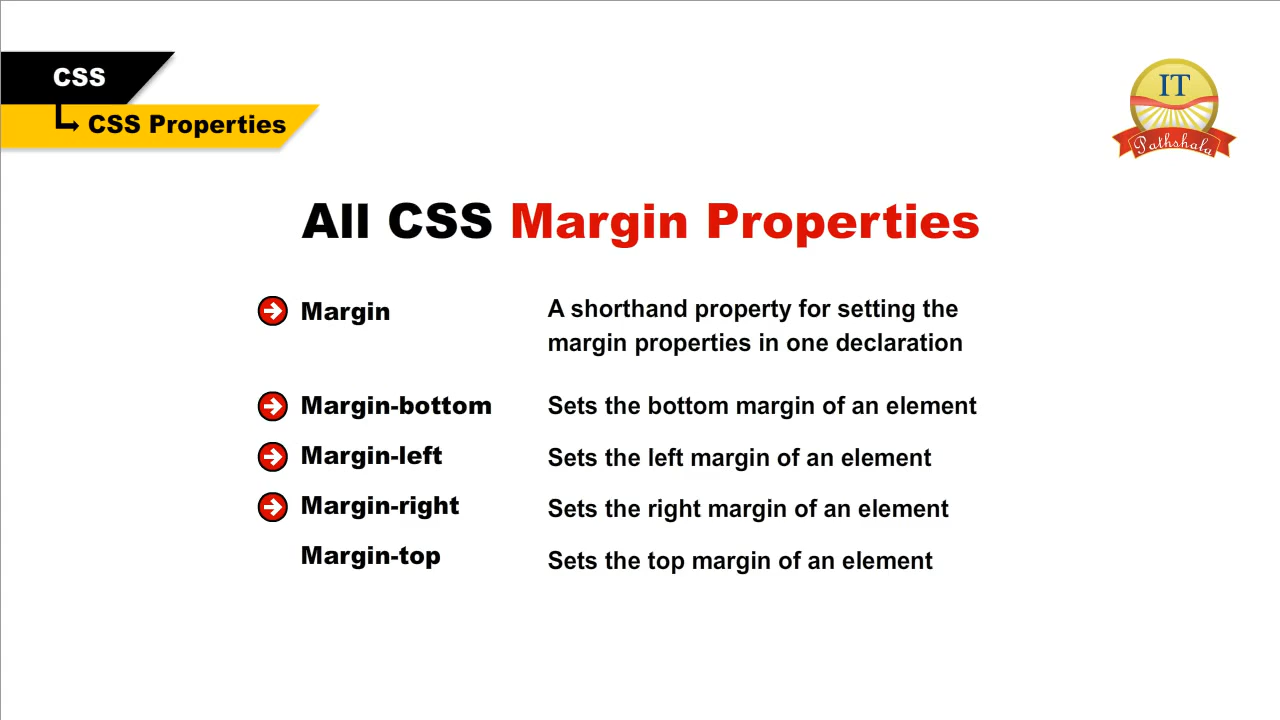 CSS
CSS Properties
IT
Pathshala
All CSS Margin Properties
Margin
A shorthand property for setting the
margin properties in one declaration
Margin-bottom
Sets the bottom margin of an element
Margin-left
Sets the left margin of an element
Margin-right
Sets the right margin of an element
Margin-top
Sets the top margin of an element